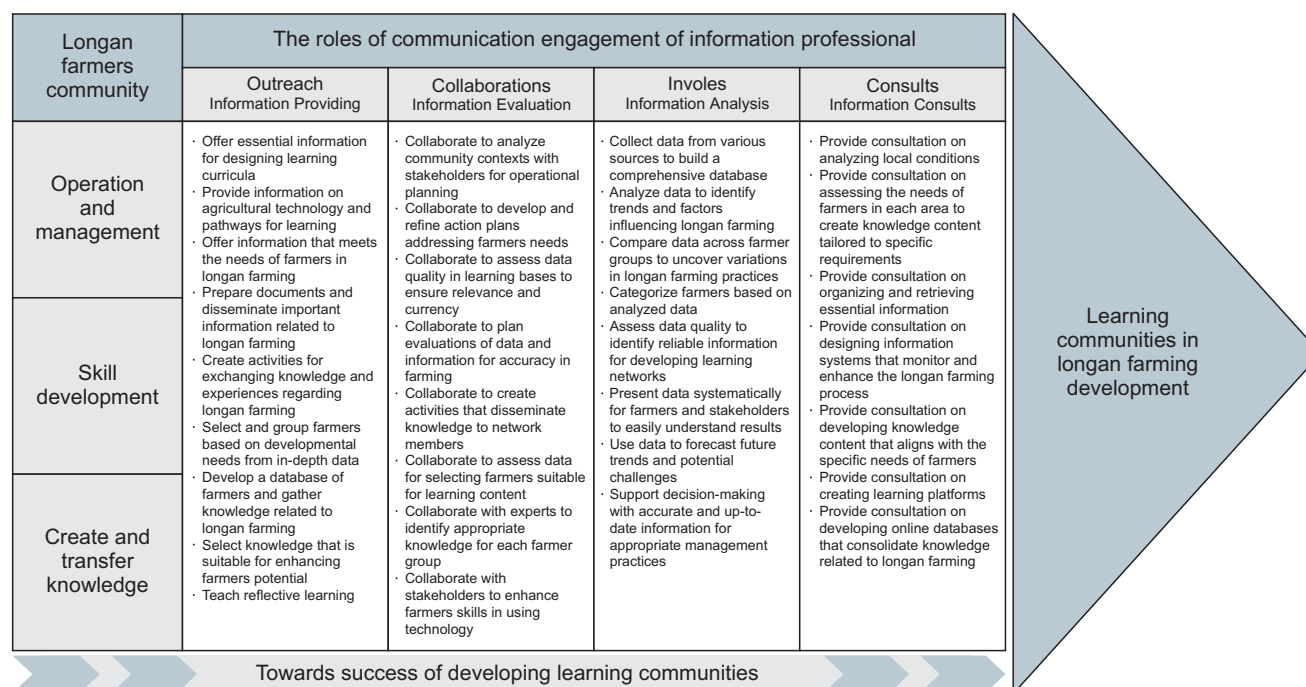 Longan
farmers
community
The roles of communication engagement of information professional
Outreach
Information Providing
Collaborations
Information Evaluation
Involes
Information Analysis
Consults
Information Consults
Operation
and
management
Skill
development
Create and
transfer
knowledge
· Offer essential information
for designing learning
curricula
· Provide information on
agricultural technology and
pathways for learning
· Offer information that meets
the needs of farmers in
longan farming
· Prepare documents and
disseminate important
information related to
longan farming
· Create activities for
exchanging knowledge and
experiences regarding
longan farming
· Select and group farmers
based on developmental
needs from in-depth data
· Develop a database of
farmers and gather
knowledge related to
longan farming
· Select knowledge that is
suitable for enhancing
farmers potential
· Teach reflective learning
· Collaborate to analyze
community contexts with
stakeholders for operational
planning
· Collaborate to develop and
refine action plans
addressing farmers needs
· Collaborate to assess data
quality in learning bases to
ensure relevance and
currency
· Collaborate to plan
evaluations of data and
information for accuracy in
farming
· Collaborate to create
activities that disseminate
knowledge to network
members
· Collaborate to assess data
for selecting farmers suitable
for learning content
· Collaborate with experts to
identify appropriate
knowledge for each farmer
group
· Collaborate with
stakeholders to enhance
farmers skills in using
technology
· Collect data from various
sources to build a
comprehensive database
· Analyze data to identify
trends and factors
influencing longan farming
· Compare data across farmer
groups to uncover variations
in longan farming practices
· Categorize farmers based on
analyzed data
· Assess data quality to
identify reliable information
for developing learning
networks
· Present data systematically
for farmers and stakeholders
to easily understand results
· Use data to forecast future
trends and potential
challenges
· Support decision-making
with accurate and up-to-
date information for
appropriate management
practices
· Provide consultation on
analyzing local conditions
· Provide consultation on
assessing the needs of
farmers in each area to
create knowledge content
tailored to specific
requirements
· Provide consultation on
organizing and retrieving
essential information
· Provide consultation on
designing information
systems that monitor and
enhance the longan farming
process
· Provide consultation on
developing knowledge
content that aligns with the
specific needs of farmers
· Provide consultation on
creating learning platforms
· Provide consultation on
developing online databases
that consolidate knowledge
related to longan farming
Learning
communities in
longan farming
development
Towards success of developing learning communities